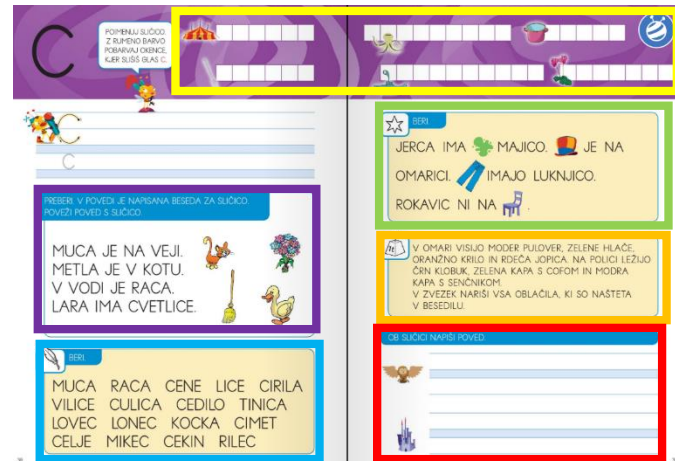 C
POIMENUJ SLIČICO.
Z RUMENO BARVO
POBARVAJ OKENCE,
KJER SLIŠIŠ GLAS C.
C
C
PREBERI. V POVEDI JE NAPISANA BESEDA ZA SLIČICO.
POVEŽI POVED S SLIČICO.
MUCA JE NA VEJI.
METLA JE V KOTU.
V VODI JE RACA.
LARA IMA CVETLICE.
BERI.
MUCA RACA CENE LICE CIRILA
VILICE CULICA CEDILO TINICA
LOVEC LONEC KOCKA CIMET
CELJE MIKEC CEKIN RILEC
BERI.
JERCA IMA MAJICO. JE NA
OMARICI. IMAJO LUKNJICO.
ROKAVIC NI NA .
V OMARI VISIJO MODER PULOVER, ZELENE HLAČE,
ORANŽNO KRILO IN RDEČA JOPICA. NA POLICI LEŽIJO
ČRN KLOBUK, ZELENA KAPA S COFOM IN MODRA
KAPA S SENČNIKOM.
V ZVEZEK NARIŠI VSA OBLAČILA, KI SO NAŠTETA
V BESEDILU.
OB SLIČICI NAPIŠI POVED.